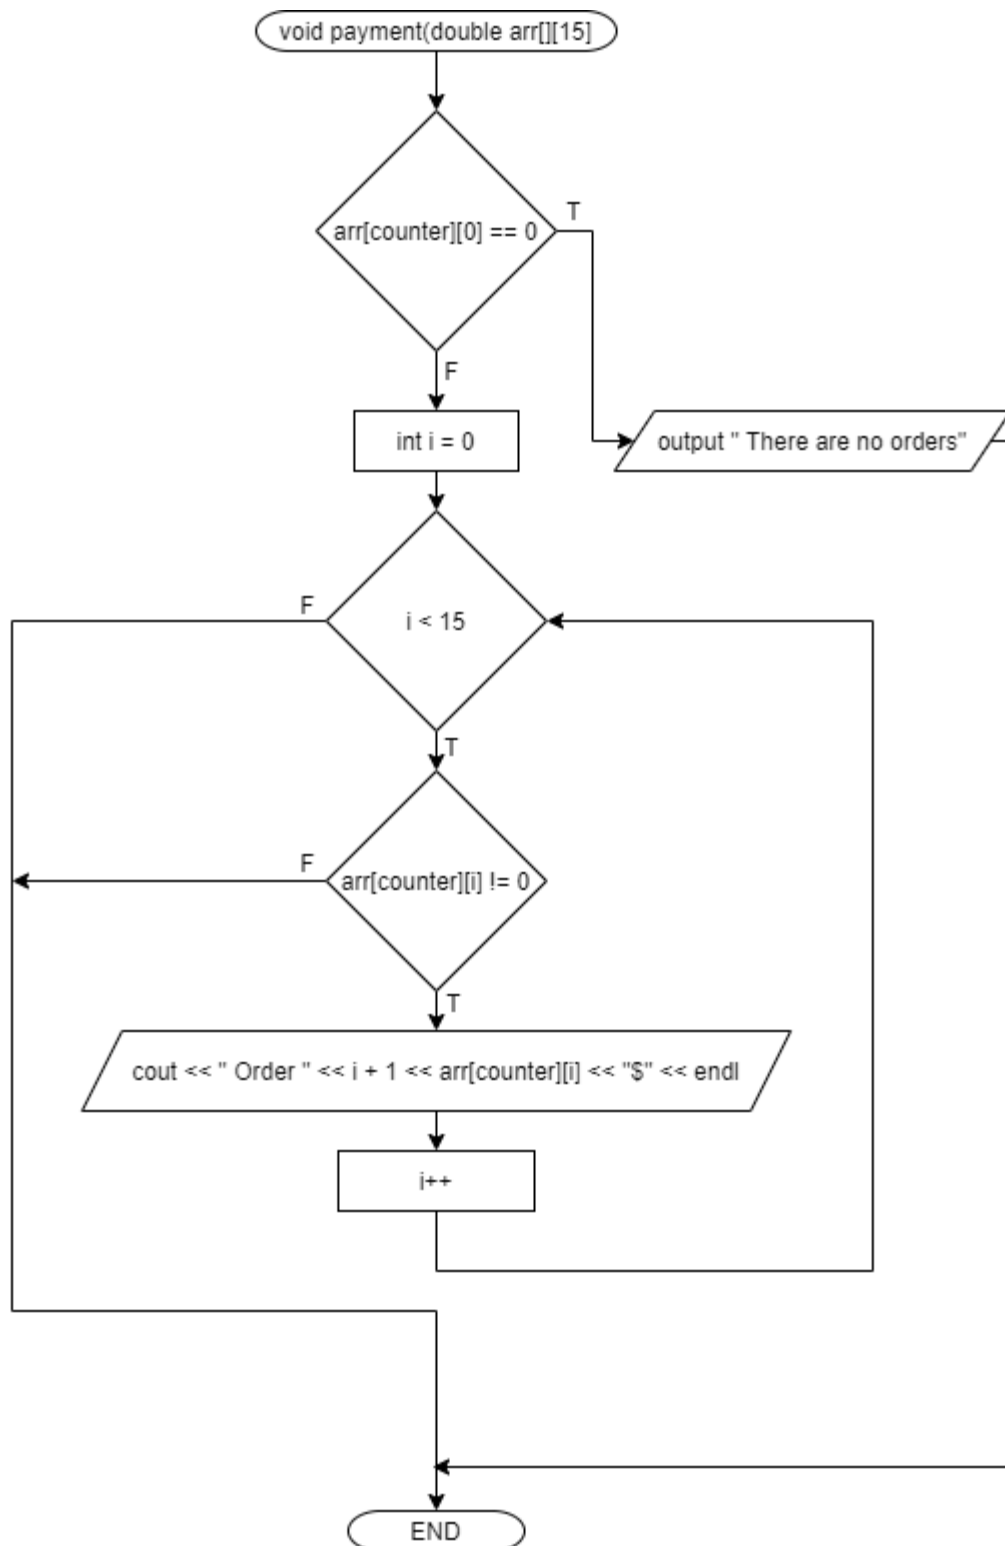 void payment(double arr[][15]
T
arr[counter][0] == 0
F
int i = 0
output " There are no orders"
F
i < 15
T
F
arr[counter][i] != 0
T
cout << " Order " << i + 1 << arr[counter][i] << "$" << endl
i++
END